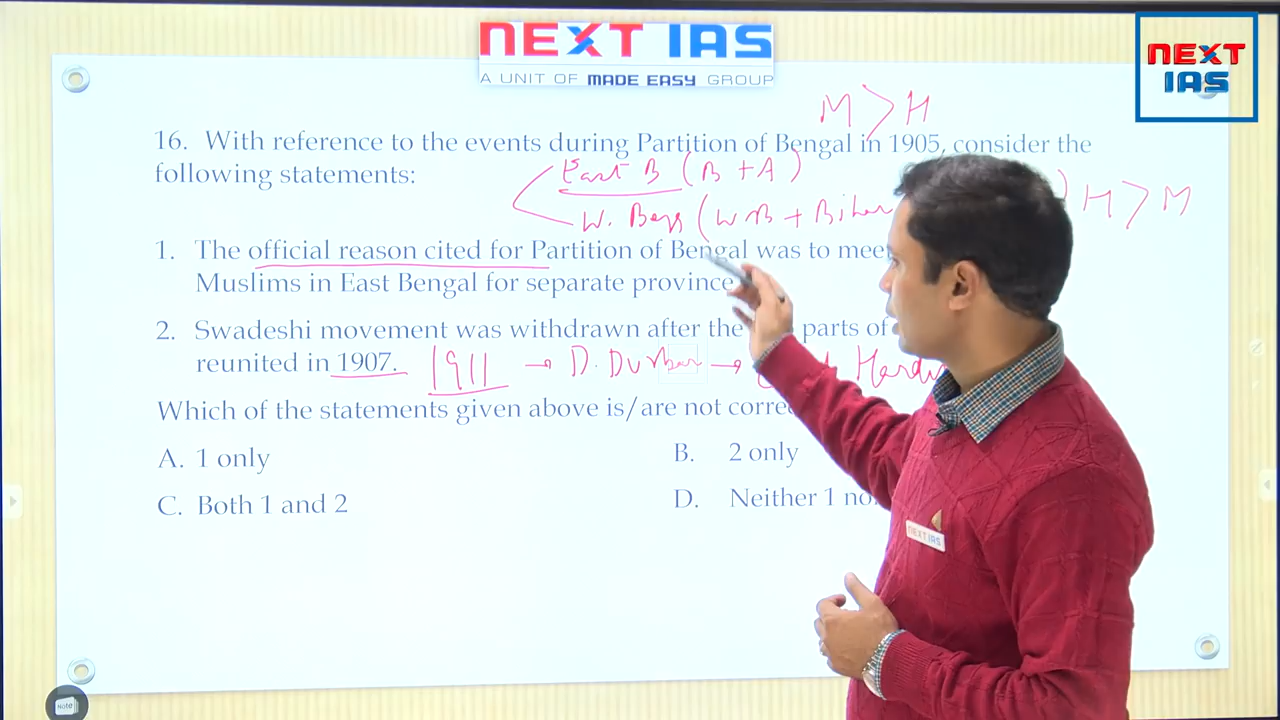 NEXT IAS
A UNIT OF MADE EASY GROUP
NEXT
IAS
M > H
16. With reference to the events during Partition of Bengal in 1905, consider the
following statements:
East B (B + A)
W. Beng (WB + Bihar ) H > M
1. The official reason cited for Partition of Bengal was to meet
Muslims in East Bengal for separate province
2. Swadeshi movement was withdrawn after the parts of
reunited in 1907. 1911 → D. Durbar →
Which of the statements given above is/are not
A. 1 only
B. 2 only
C. Both 1 and 2
D. Neither 1
NEXT IAS
Note